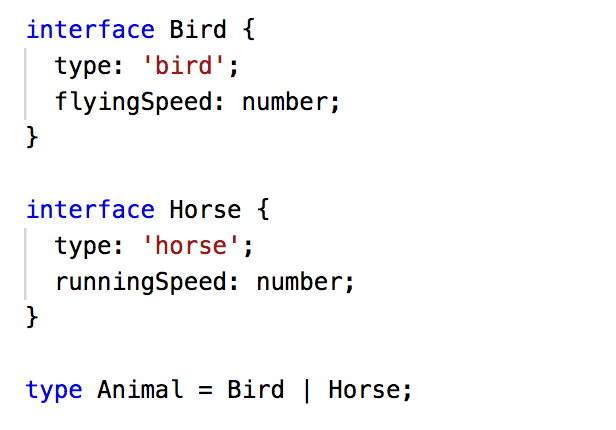 interface Bird {
  type: 'bird';
  flyingSpeed: number;
}

interface Horse {
  type: 'horse';
  runningSpeed: number;
}

type Animal = Bird | Horse;